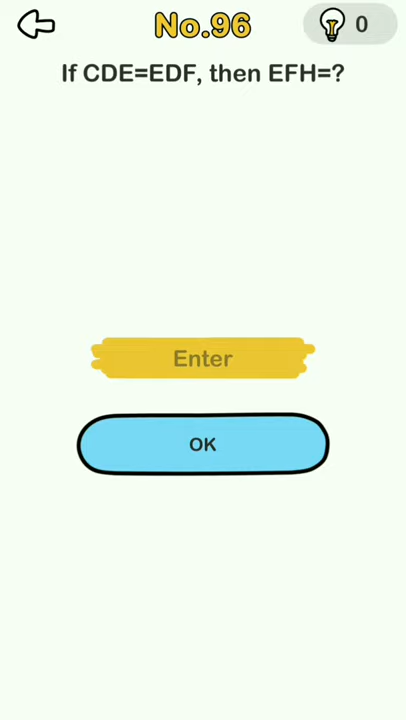 No.96
0
If CDE=EDF, then EFH=?
Enter
OK